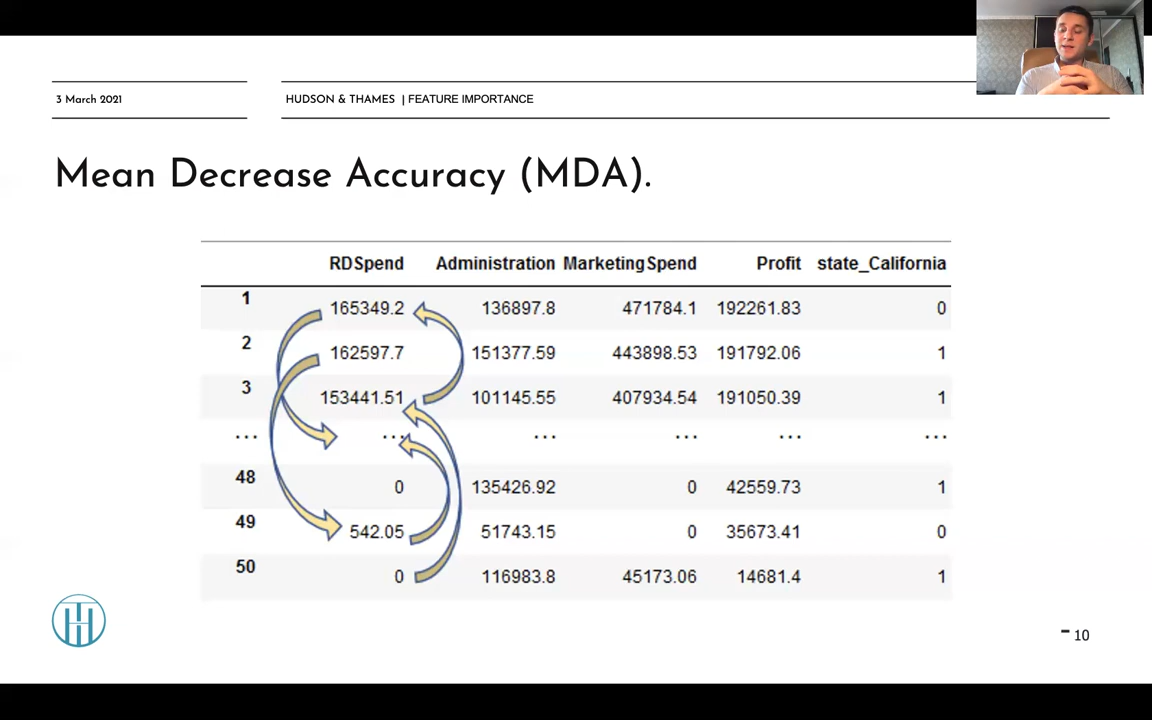 3 March 2021
HUDSON & THAMES | FEATURE IMPORTANCE
Mean Decrease Accuracy (MDA).
RDSpend Administration MarketingSpend Profit state_California
1 165349.2 136897.8 471784.1 192261.83 0
2 162597.7 151377.59 443898.53 191792.06 1
3 153441.51 101145.55 407934.54 191050.39 1
... ... ... ... ... ...
48 0 135426.92 0 42559.73 1
49 542.05 51743.15 0 35673.41 0
50 0 116983.8 45173.06 14681.4 1
- 10